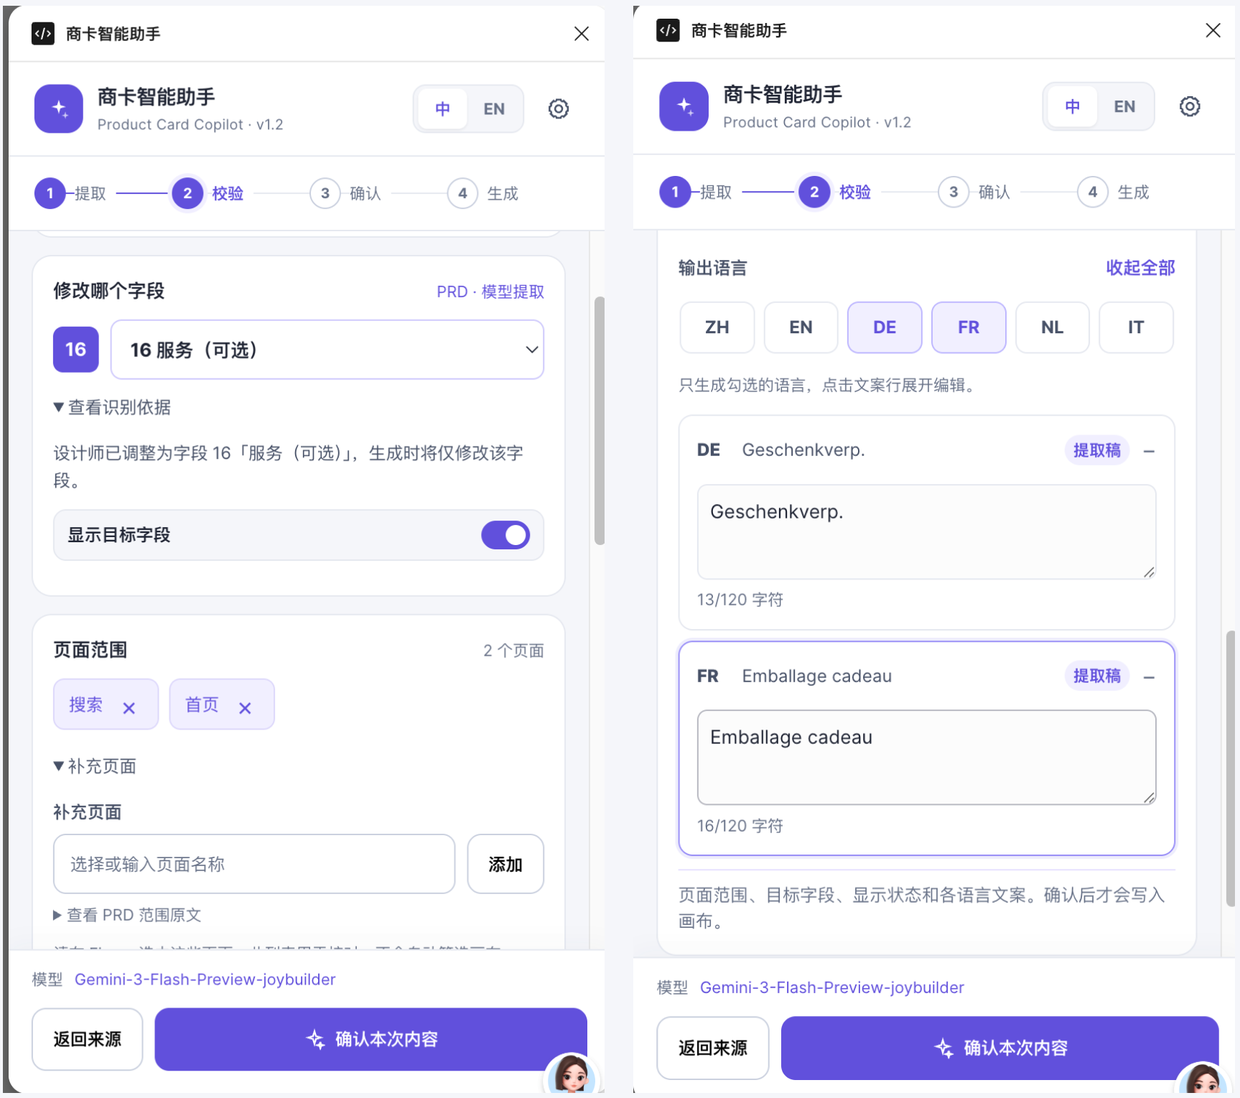 商卡智能助手
商卡智能助手
Product Card Copilot · v1.2
中
EN
1
提取
2
校验
3
确认
4
生成
修改哪个字段
PRD · 模型提取
16
16 服务（可选）
▼查看识别依据
设计师已调整为字段 16「服务（可选）」，生成时将仅修改该字
段。
显示目标字段
页面范围
2 个页面
搜索 ×
首页 ×
▼补充页面
补充页面
选择或输入页面名称
添加
▶ 查看 PRD 范围原文
模型 Gemini-3-Flash-Preview-joybuilder
返回来源
确认本次内容
商卡智能助手
商卡智能助手
Product Card Copilot · v1.2
中
EN
1
提取
2
校验
3
确认
4
生成
输出语言
收起全部
ZH
EN
DE
FR
NL
IT
只生成勾选的语言，点击文案行展开编辑。
DE Geschenkverp. 提取稿 −
Geschenkverp.
13/120 字符
FR Emballage cadeau 提取稿 −
Emballage cadeau
16/120 字符
页面范围、目标字段、显示状态和各语言文案。确认后才会写入
画布。
模型 Gemini-3-Flash-Preview-joybuilder
返回来源
确认本次内容